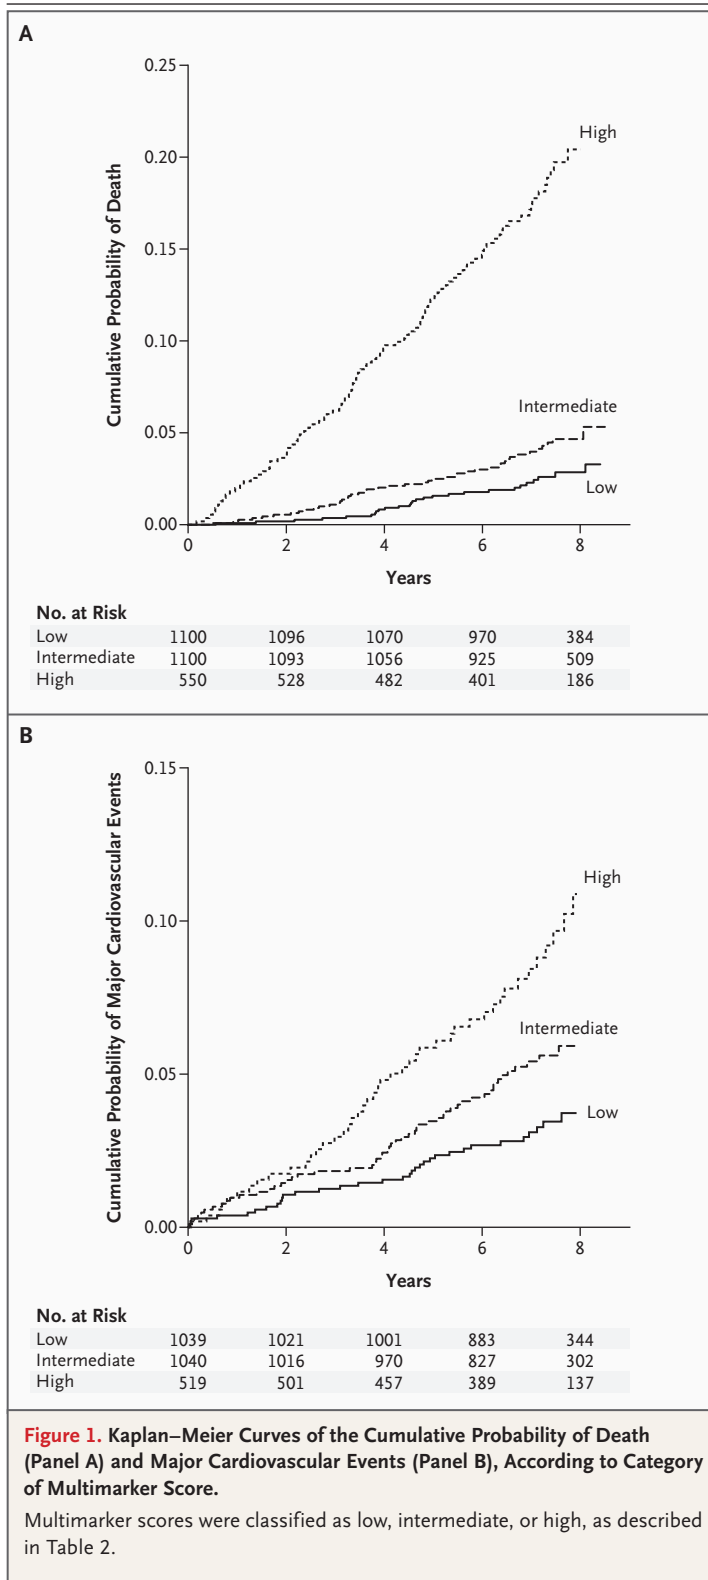 A
0.25
0.20
0.15
0.10
0.05
0.00
Cumulative Probability of Death
High
Intermediate
Low
0 2 4 6 8
Years
No. at Risk
Low 1100 1096 1070 970 384
Intermediate 1100 1093 1056 925 509
High 550 528 482 401 186
B
0.15
0.10
0.05
0.00
Cumulative Probability of Major Cardiovascular Events
High
Intermediate
Low
0 2 4 6 8
Years
No. at Risk
Low 1039 1021 1001 883 344
Intermediate 1040 1016 970 827 302
High 519 501 457 389 137
Figure 1. Kaplan–Meier Curves of the Cumulative Probability of Death
(Panel A) and Major Cardiovascular Events (Panel B), According to Category
of Multimarker Score.
Multimarker scores were classified as low, intermediate, or high, as described
in Table 2.